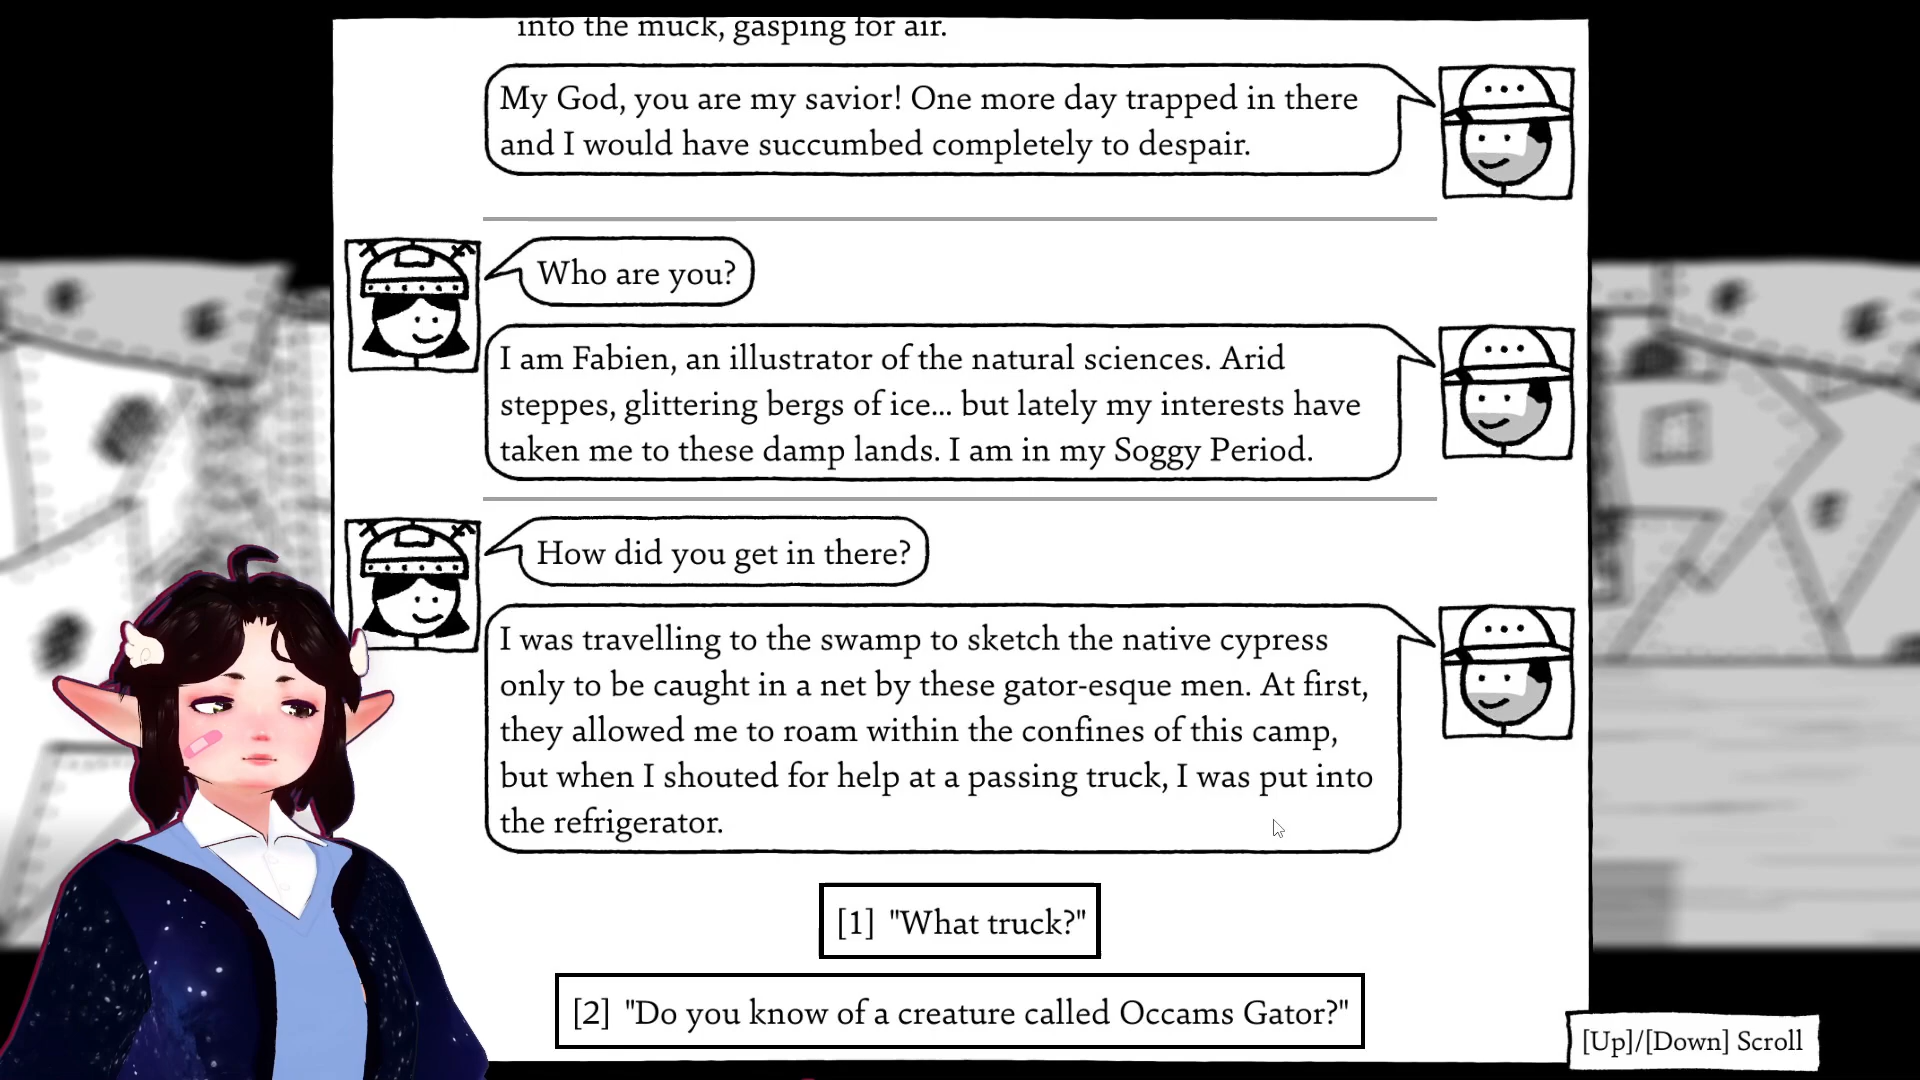 into the muck, gasping for air.
My God, you are my savior! One more day trapped in there
and I would have succumbed completely to despair.
Who are you?
I am Fabien, an illustrator of the natural sciences. Arid
steppes, glittering bergs of ice... but lately my interests have
taken me to these damp lands. I am in my Soggy Period.
How did you get in there?
I was travelling to the swamp to sketch the native cypress
only to be caught in a net by these gator-esque men. At first,
they allowed me to roam within the confines of this camp,
but when I shouted for help at a passing truck, I was put into
the refrigerator.
[1] "What truck?"
[2] "Do you know of a creature called Occams Gator?"
[Up]/[Down] Scroll